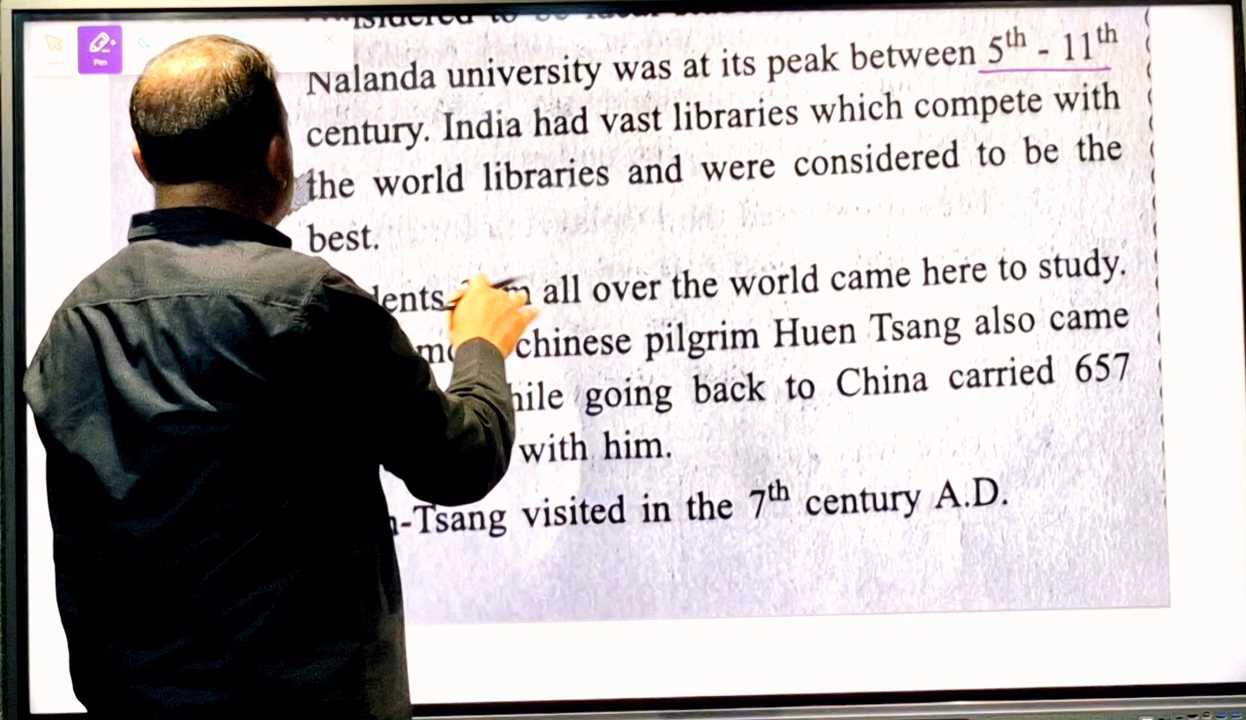 Pen
Nalanda university was at its peak between 5th - 11th
century. India had vast libraries which compete with
the world libraries and were considered to be the
best.
all over the world came here to study.
chinese pilgrim Huen Tsang also came
going back to China carried 657
with him.
-Tsang visited in the 7th century A.D.